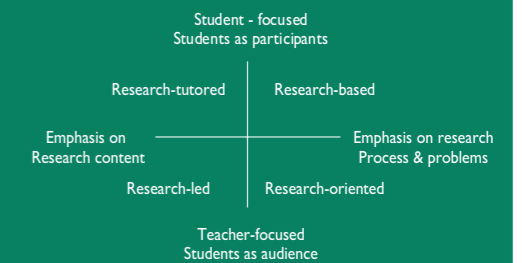 Student - focused
Students as participants
Research-tutored
Research-based
Emphasis on
Research content
Emphasis on research
Process & problems
Research-led
Research-oriented
Teacher-focused
Students as audience